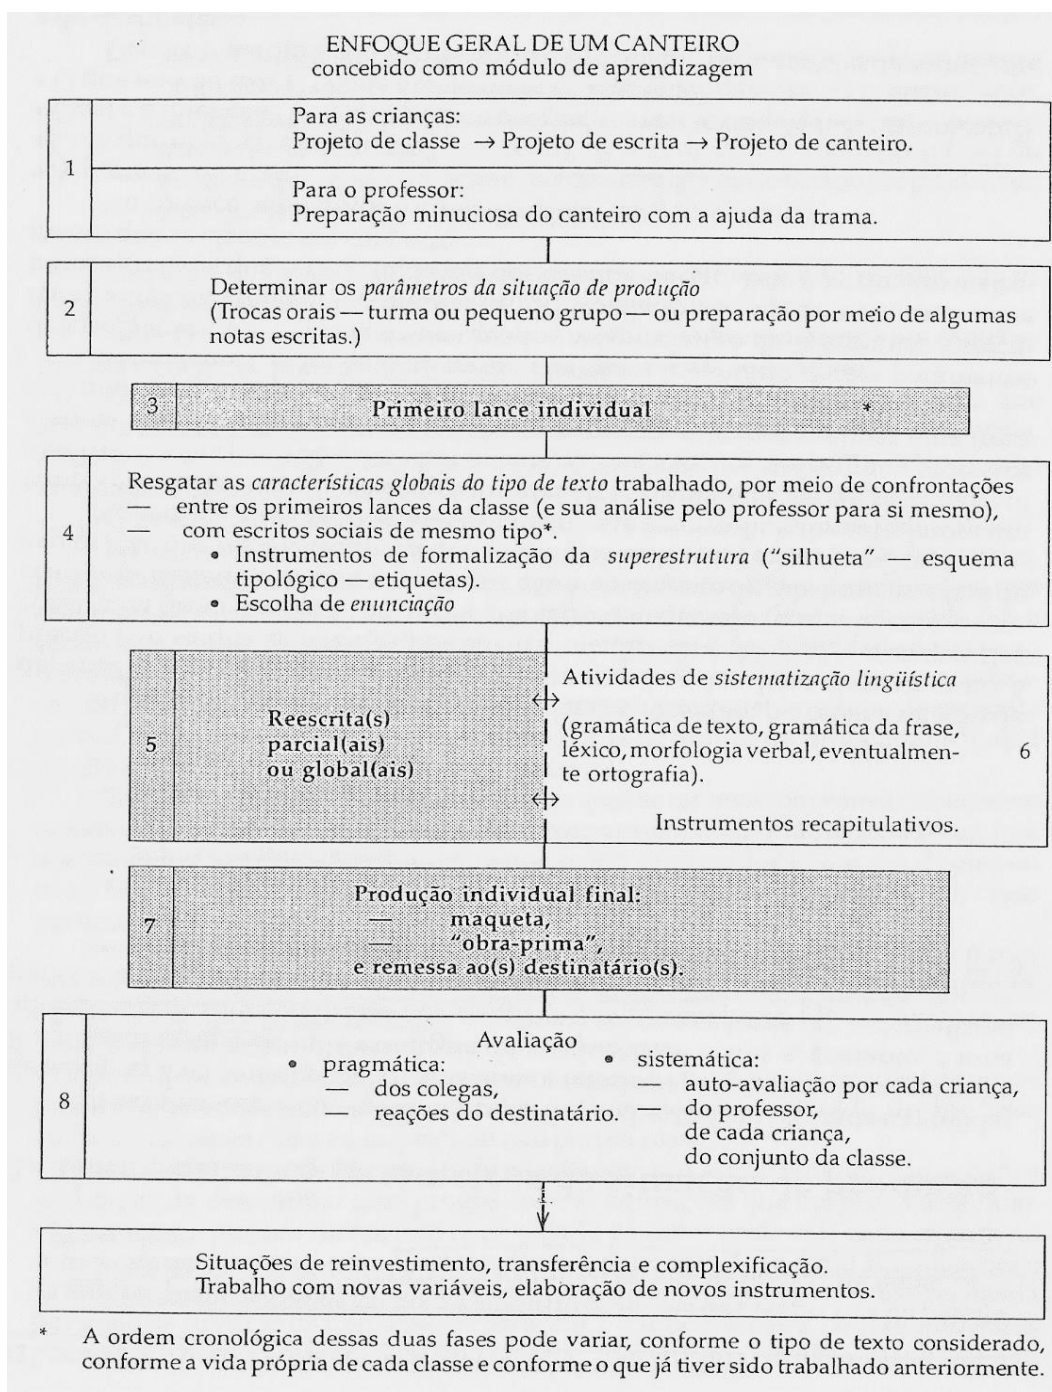 ENFOQUE GERAL DE UM CANTEIRO
concebido como módulo de aprendizagem
1
Para as crianças:
Projeto de classe → Projeto de escrita → Projeto de canteiro.
Para o professor:
Preparação minuciosa do canteiro com a ajuda da trama.
2
Determinar os parâmetros da situação de produção
(Trocas orais — turma ou pequeno grupo — ou preparação por meio de algumas
notas escritas.)
3
Primeiro lance individual *
4
Resgatar as características globais do tipo de texto trabalhado, por meio de confrontações
— entre os primeiros lances da classe (e sua análise pelo professor para si mesmo),
— com escritos sociais de mesmo tipo*.
• Instrumentos de formalização da superestrutura ("silhueta" — esquema
tipológico — etiquetas).
• Escolha de enunciação
5
Reescrita(s)
parcial(ais)
ou global(ais)
Atividades de sistematização lingüística
(gramática de texto, gramática da frase,
léxico, morfologia verbal, eventualmen-
te ortografia).
6
Instrumentos recapitulativos.
7
Produção individual final:
— maqueta,
— "obra-prima",
e remessa ao(s) destinatário(s).
8
Avaliação
• pragmática:
— dos colegas,
— reações do destinatário.
• sistemática:
— auto-avaliação por cada criança,
— do professor,
de cada criança,
do conjunto da classe.
Situações de reinvestimento, transferência e complexificação.
Trabalho com novas variáveis, elaboração de novos instrumentos.
* A ordem cronológica dessas duas fases pode variar, conforme o tipo de texto considerado,
conforme a vida própria de cada classe e conforme o que já tiver sido trabalhado anteriormente.